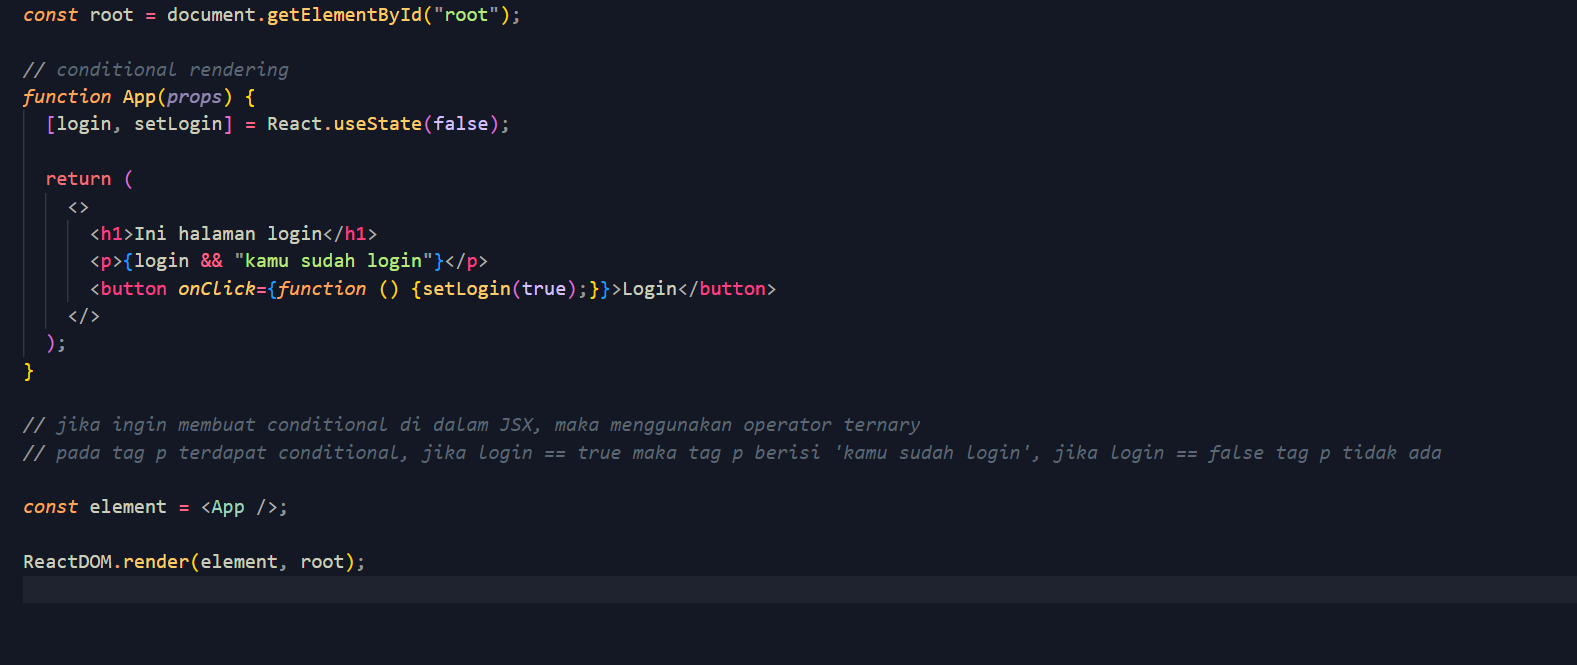 const root = document.getElementById("root");
// conditional rendering
function App(props) {
[login, setLogin] = React.useState(false);
return (
<>
<h1>Ini halaman login</h1>
<p>{login && "kamu sudah login"}</p>
<button onClick={function () {setLogin(true);}}>Login</button>
</>
);
}
// jika ingin membuat conditional di dalam JSX, maka menggunakan operator ternary
// pada tag p terdapat conditional, jika login == true maka tag p berisi 'kamu sudah login', jika login == false tag p tidak ada
const element = <App />;
ReactDOM.render(element, root);